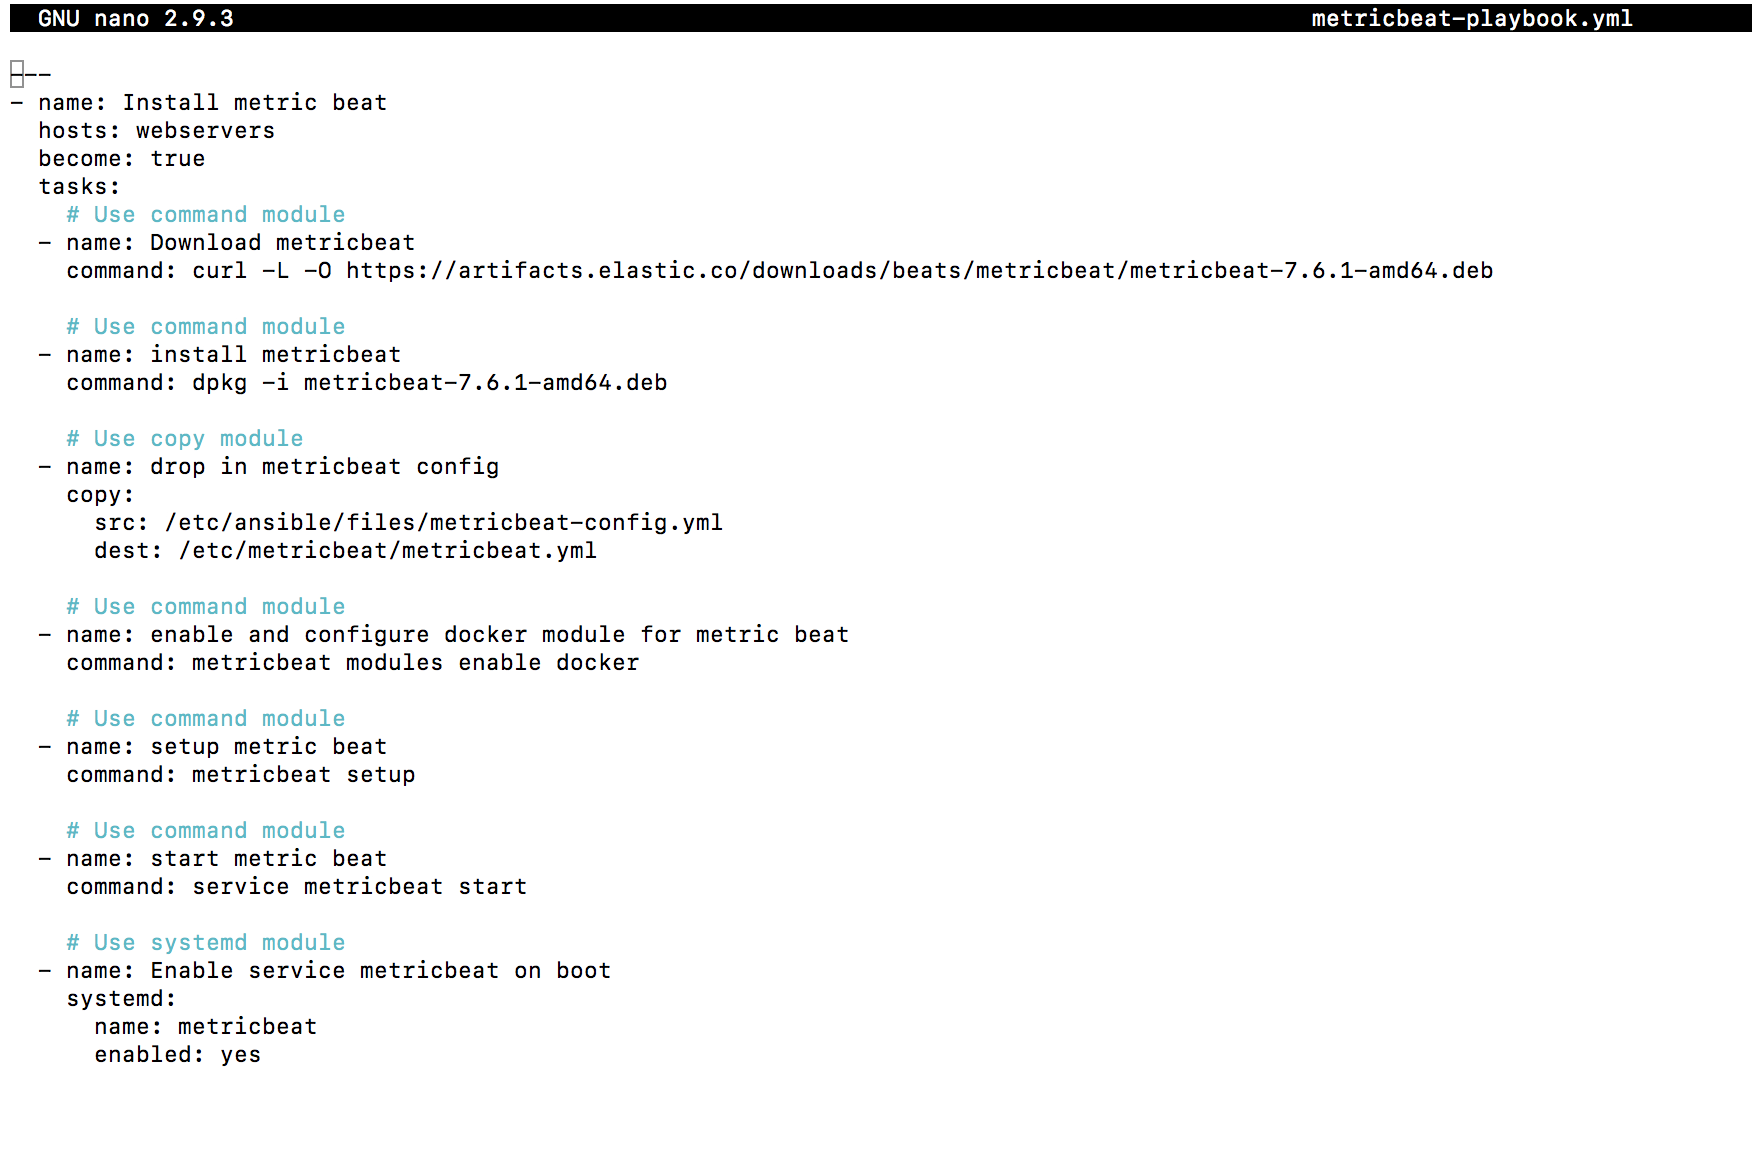 GNU nano 2.9.3 metricbeat-playbook.yml
---
- name: Install metric beat
  hosts: webservers
  become: true
  tasks:
    # Use command module
  - name: Download metricbeat
    command: curl -L -O https://artifacts.elastic.co/downloads/beats/metricbeat/metricbeat-7.6.1-amd64.deb

    # Use command module
  - name: install metricbeat
    command: dpkg -i metricbeat-7.6.1-amd64.deb

    # Use copy module
  - name: drop in metricbeat config
    copy:
      src: /etc/ansible/files/metricbeat-config.yml
      dest: /etc/metricbeat/metricbeat.yml

    # Use command module
  - name: enable and configure docker module for metric beat
    command: metricbeat modules enable docker

    # Use command module
  - name: setup metric beat
    command: metricbeat setup

    # Use command module
  - name: start metric beat
    command: service metricbeat start

    # Use systemd module
  - name: Enable service metricbeat on boot
    systemd:
      name: metricbeat
      enabled: yes